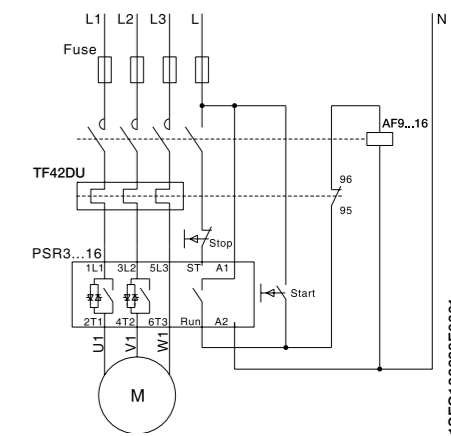 L1 L2 L3 L N
Fuse
AF9...16
TF42DU
96
95
Stop
PSR3...16
1L1 3L2 5L3 ST A1
Start
2T1 4T2 6T3 Run A2
U1 V1 W1
M